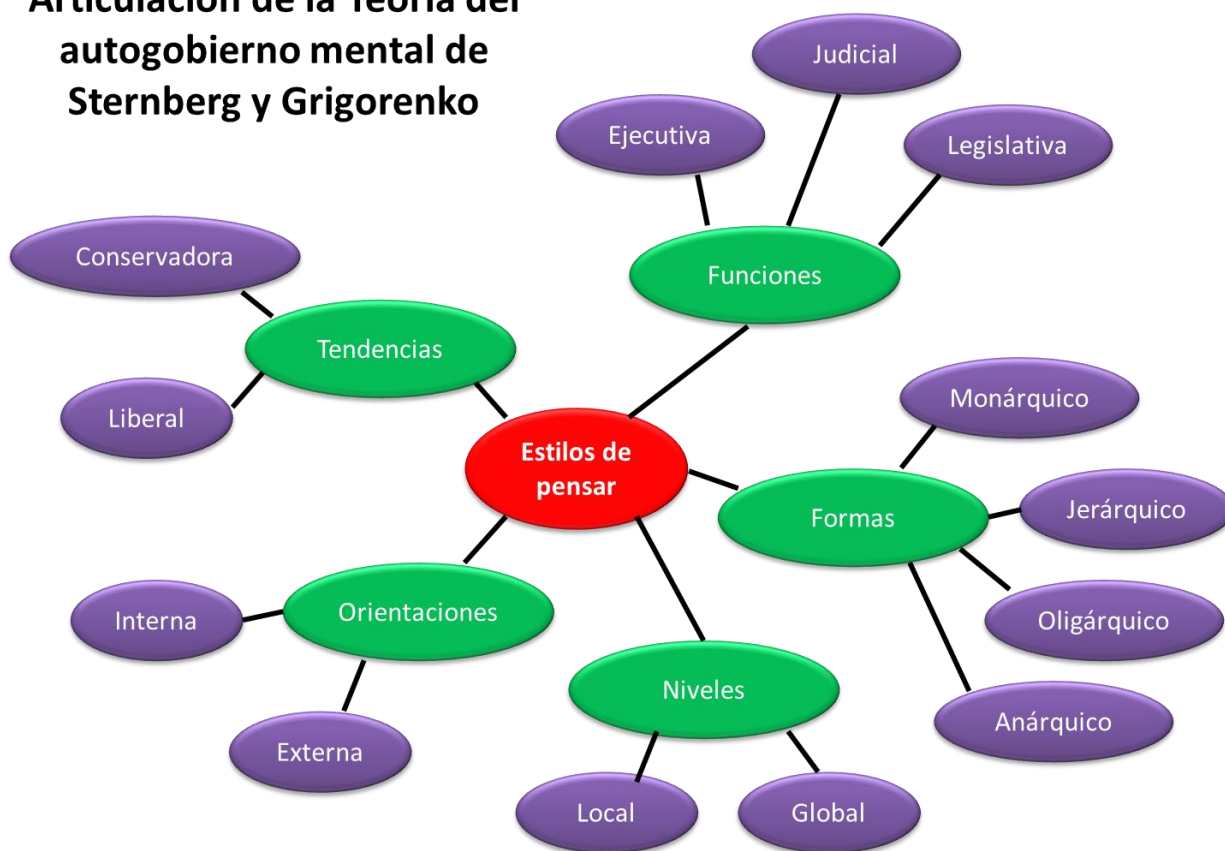 Articulación de la Teoría del
autogobierno mental de
Sternberg y Grigorenko
Judicial
Ejecutiva
Legislativa
Funciones
Conservadora
Tendencias
Liberal
Estilos de
pensar
Monárquico
Formas
Jerárquico
Oligárquico
Anárquico
Interna
Orientaciones
Externa
Niveles
Local
Global